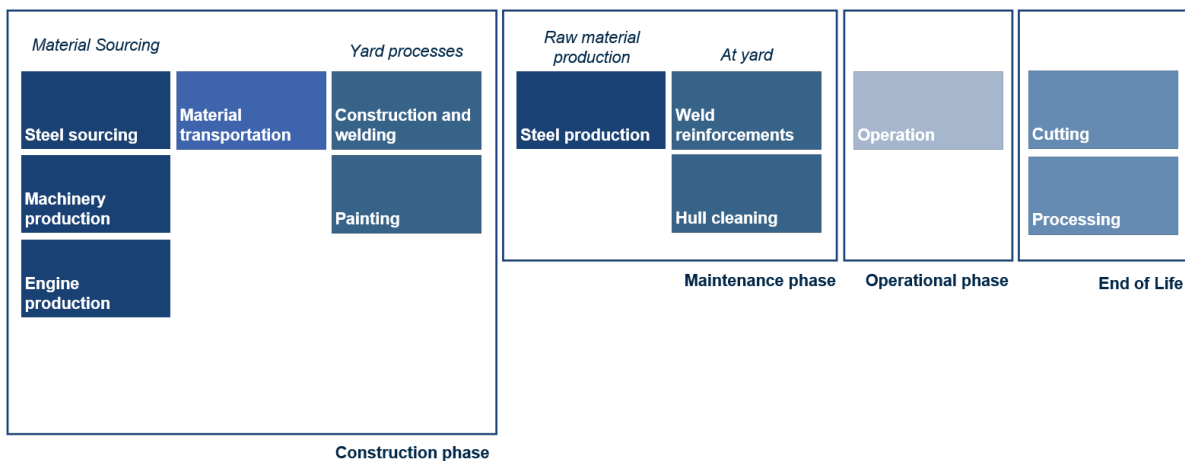 Material Sourcing
Yard processes
Steel sourcing
Material
transportation
Construction and
welding
Machinery
production
Painting
Engine
production
Construction phase
Raw material
production
At yard
Steel production
Weld
reinforcements
Hull cleaning
Maintenance phase
Operation
Operational phase
Cutting
Processing
End of Life